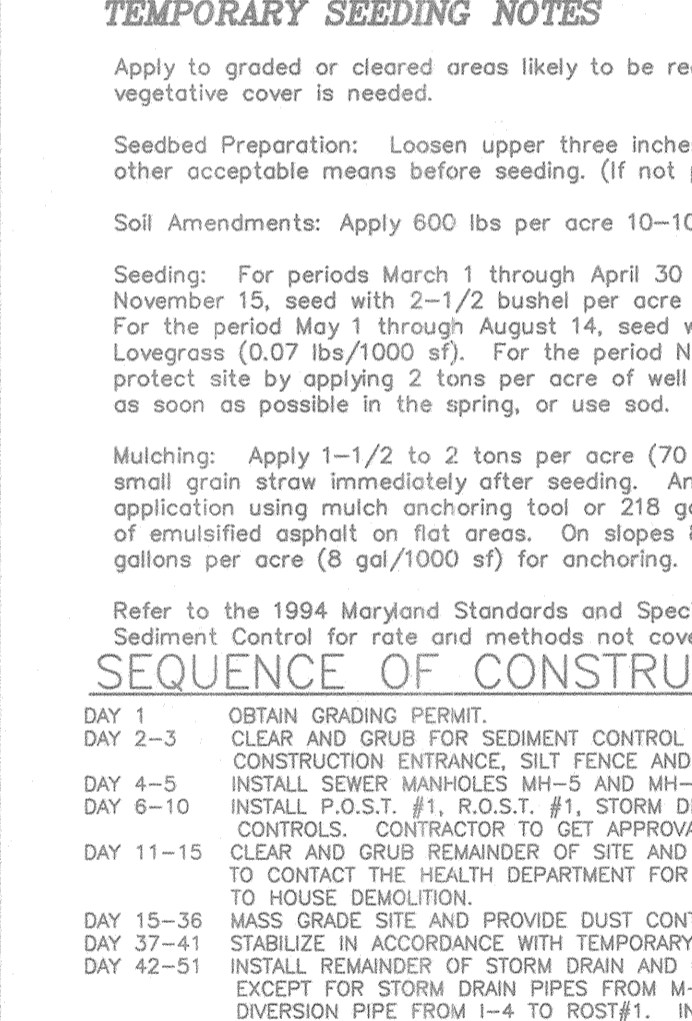 TEMPORARY SEEDING NOTES
Apply to graded or cleared areas likely to be
vegetative cover is needed.
Seedbed Preparation: Loosen upper three
other acceptable means before seeding. (If not
Soil Amendments: Apply 600 lbs per acre 10-10
Seeding: For periods March 1 through April 30
November 15, seed with 2-1/2 bushel per acre
For the period May 1 through August 14, seed
Lovegrass (0.07 lbs/1000 sf). For the period N
protect site by applying 2 tons per acre of well
as soon as possible in the spring, or use sod.
Mulching: Apply 1-1/2 to 2 tons per acre (70
small grain straw immediately after seeding. An
application using mulch anchoring tool or 218
of emulsified asphalt on flat areas. On slopes
gallons per acre (8 gal/1000 sf) for anchoring.
Refer to the 1994 Maryland Standards and Spec
Sediment Control for rate and methods not cov
SEQUENCE OF CONSTRU
DAY 1 OBTAIN GRADING PERMIT.
DAY 2-3 CLEAR AND GRUB FOR SEDIMENT CONTROL
CONSTRUCTION ENTRANCE, SILT FENCE AND
DAY 4-5 INSTALL SEWER MANHOLES MH-5 AND MH-
DAY 6-10 INSTALL P.O.S.T. #1, R.O.S.T. #1, STORM
CONTROLS. CONTRACTOR TO GET APPROVA
DAY 11-15 CLEAR AND GRUB REMAINDER OF SITE AND
TO CONTACT THE HEALTH DEPARTMENT FOR
TO HOUSE DEMOLITION.
DAY 15-36 MASS GRADE SITE AND PROVIDE DUST CONT
DAY 37-41 STABILIZE IN ACCORDANCE WITH TEMPORARY
DAY 42-51 INSTALL REMAINDER OF STORM DRAIN AND
EXCEPT FOR STORM DRAIN PIPES FROM M-
DIVERSION PIPE FROM I-4 TO ROST#1.